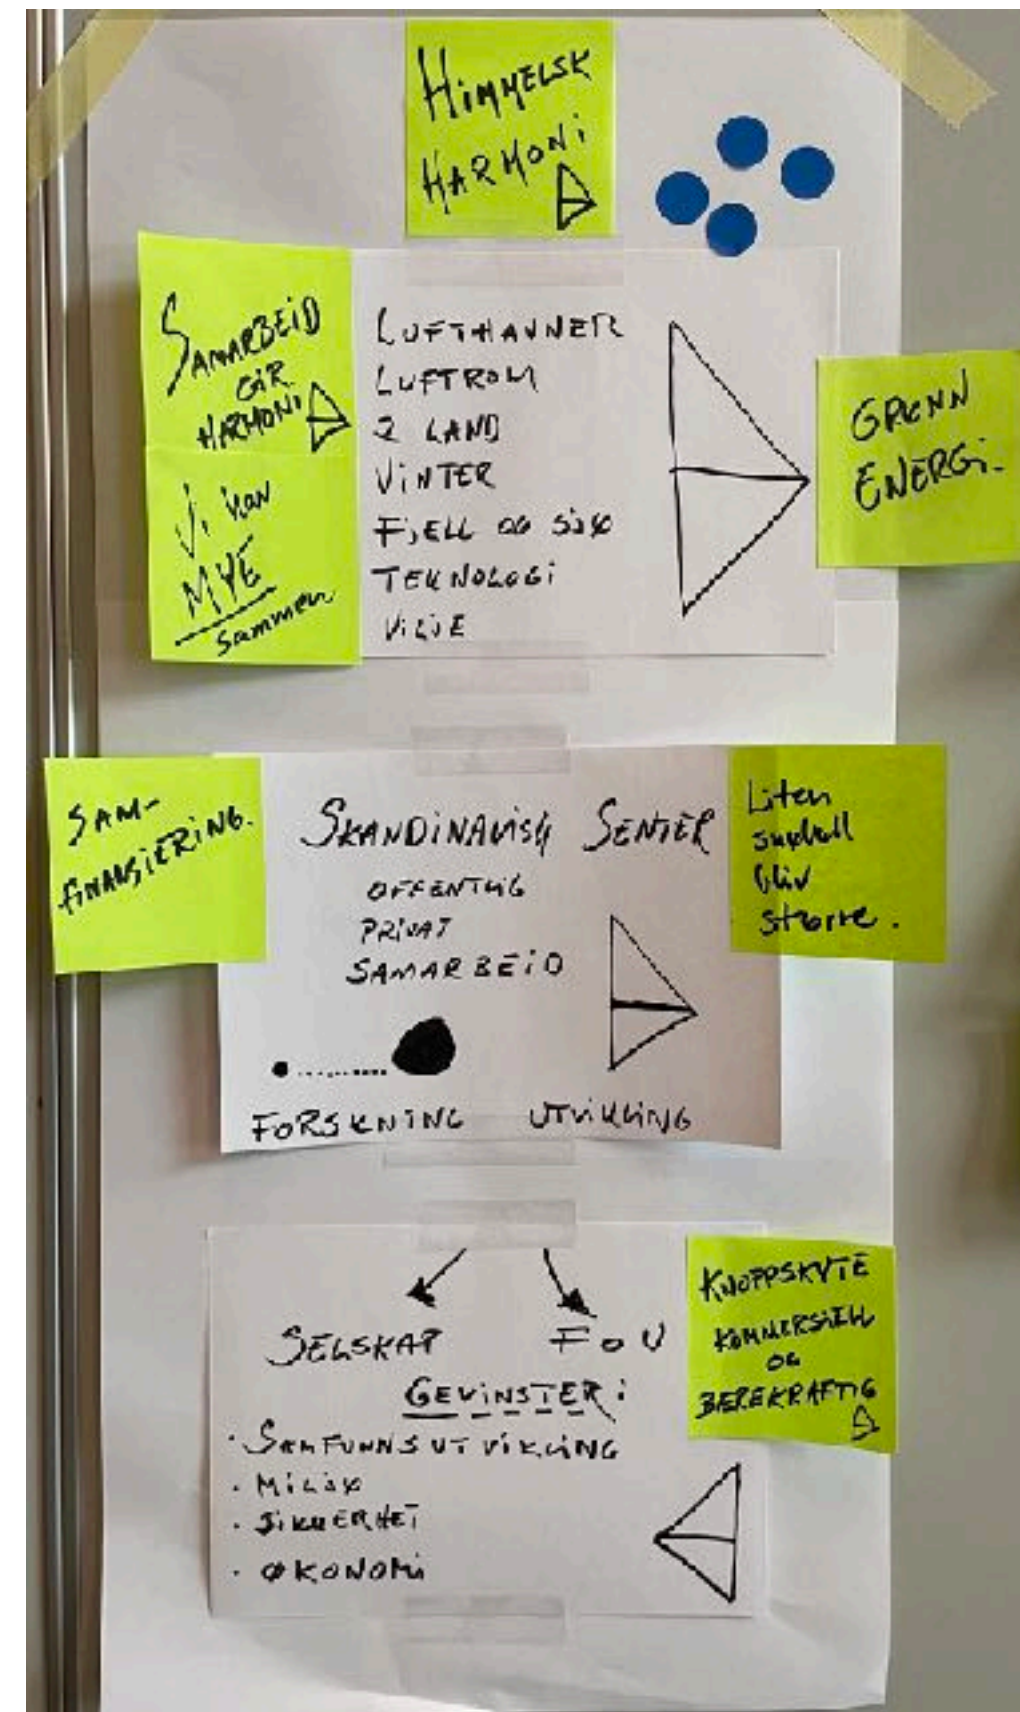 HIMMELSK
HARMONI
SAMARBEID
GIR
HARMONI
Vi kan
MYE
sammen
LUFTHAVNER
LUFTROM
2 LAND
VINTER
FJELL OG SJØ
TEKNOLOGI
VILJE
GRØNN
ENERGI.
SAM-
FINANSIERING.
SKANDINAVISK SENTER
OFFENTLIG
PRIVAT
SAMARBEID
FORSKNING UTVIKLING
Liten
snøball
bliv
større.
SELSKAP FoU
GEVINSTER:
· SAMFUNNSUTVIKLING
· MILJØ
· SIKKERHET
· ØKONOMI
KNOPPSKYTE
KOMMERSIELL
OG
BÆREKRAFTIG